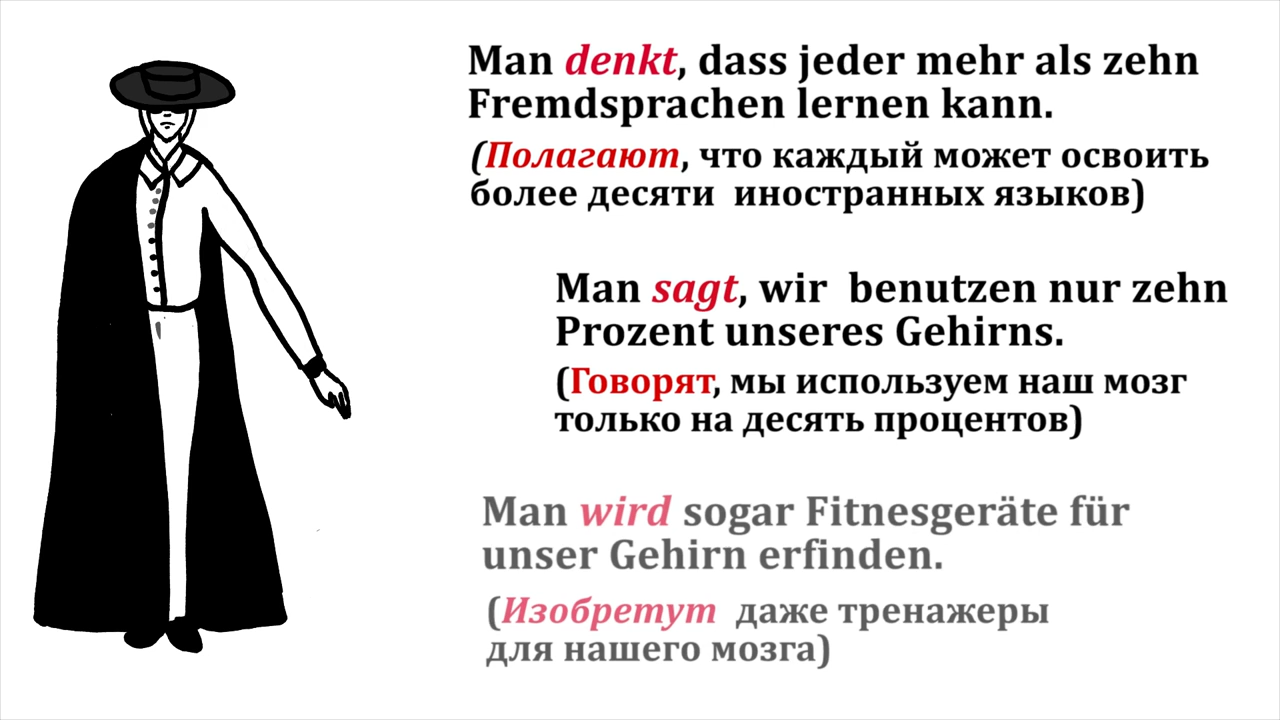 Man denkt, dass jeder mehr als zehn
Fremdsprachen lernen kann.
(Полагают, что каждый может освоить
более десяти иностранных языков)
Man sagt, wir benutzen nur zehn
Prozent unseres Gehirns.
(Говорят, мы используем наш мозг
только на десять процентов)
Man wird sogar Fitnesgeräte für
unser Gehirn erfinden.
(Изобретут даже тренажеры
для нашего мозга)